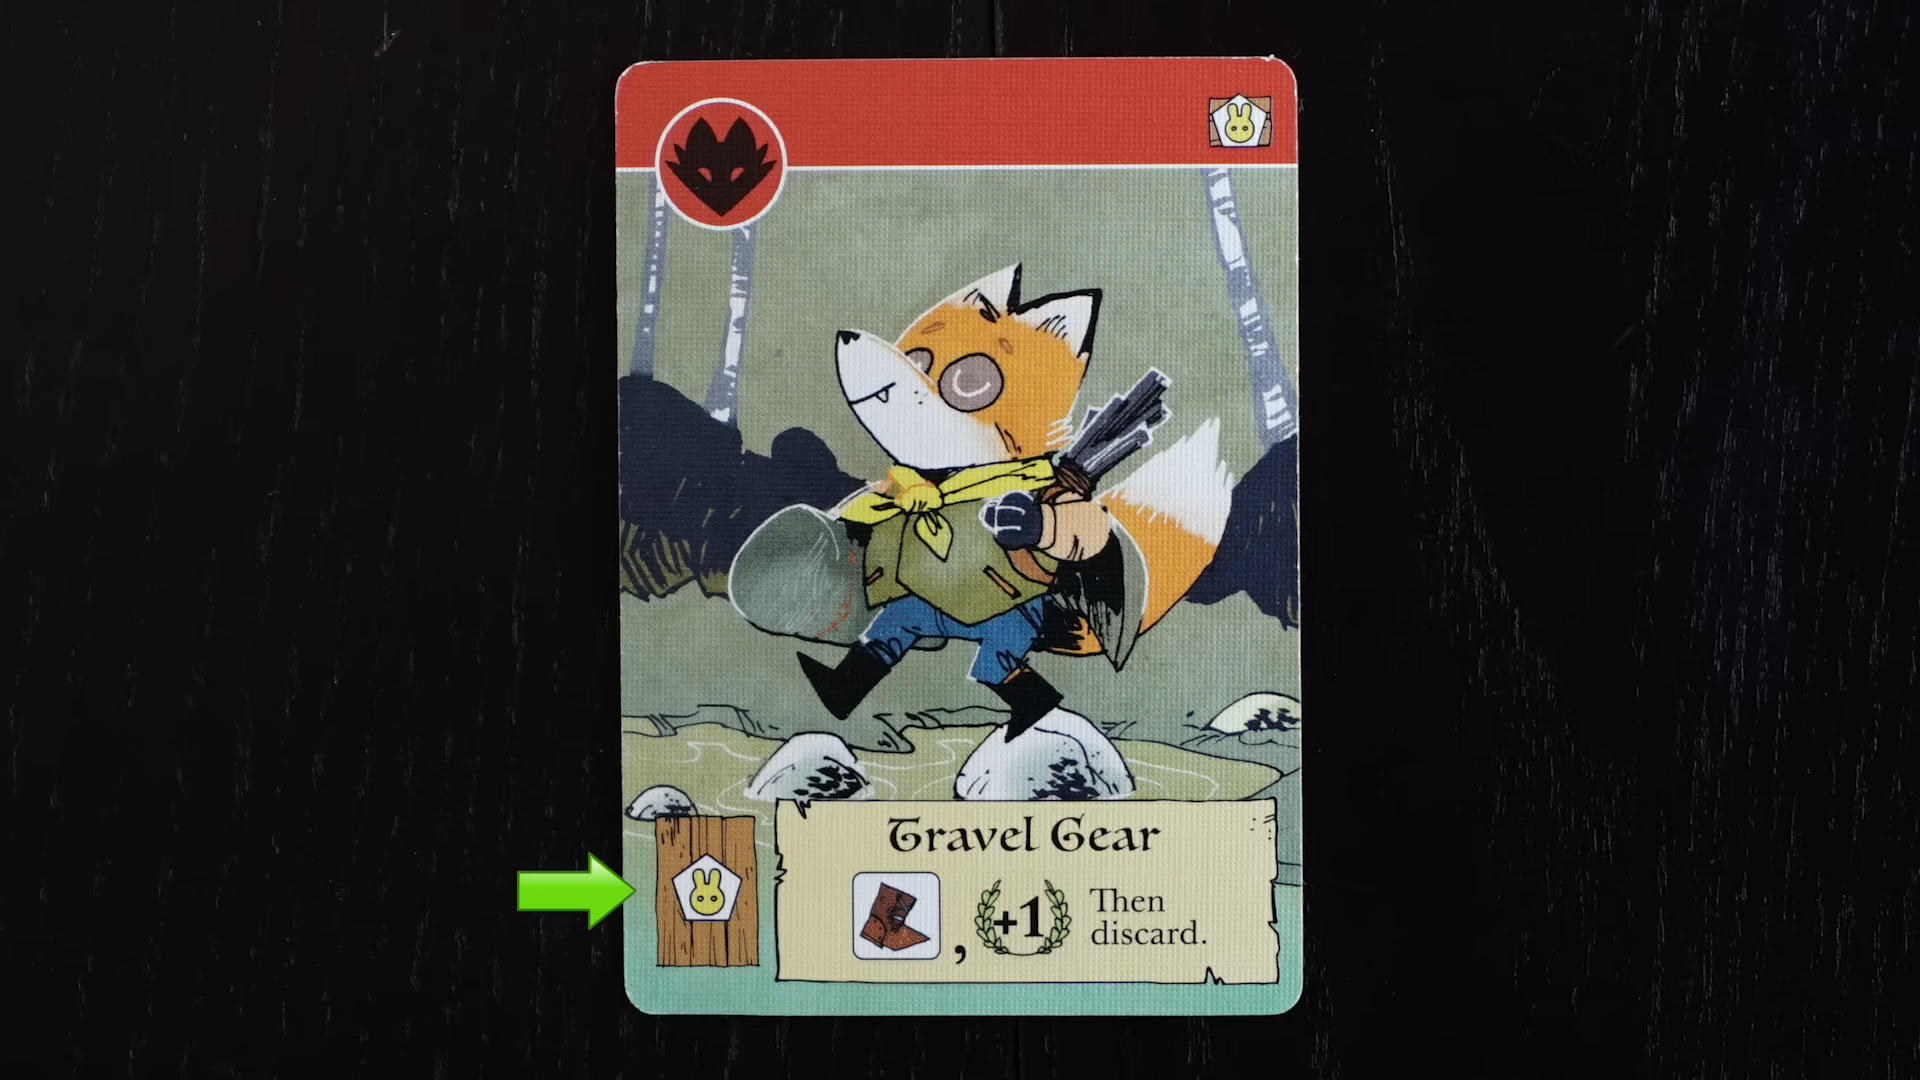 Travel Gear
, +1 Then
discard.